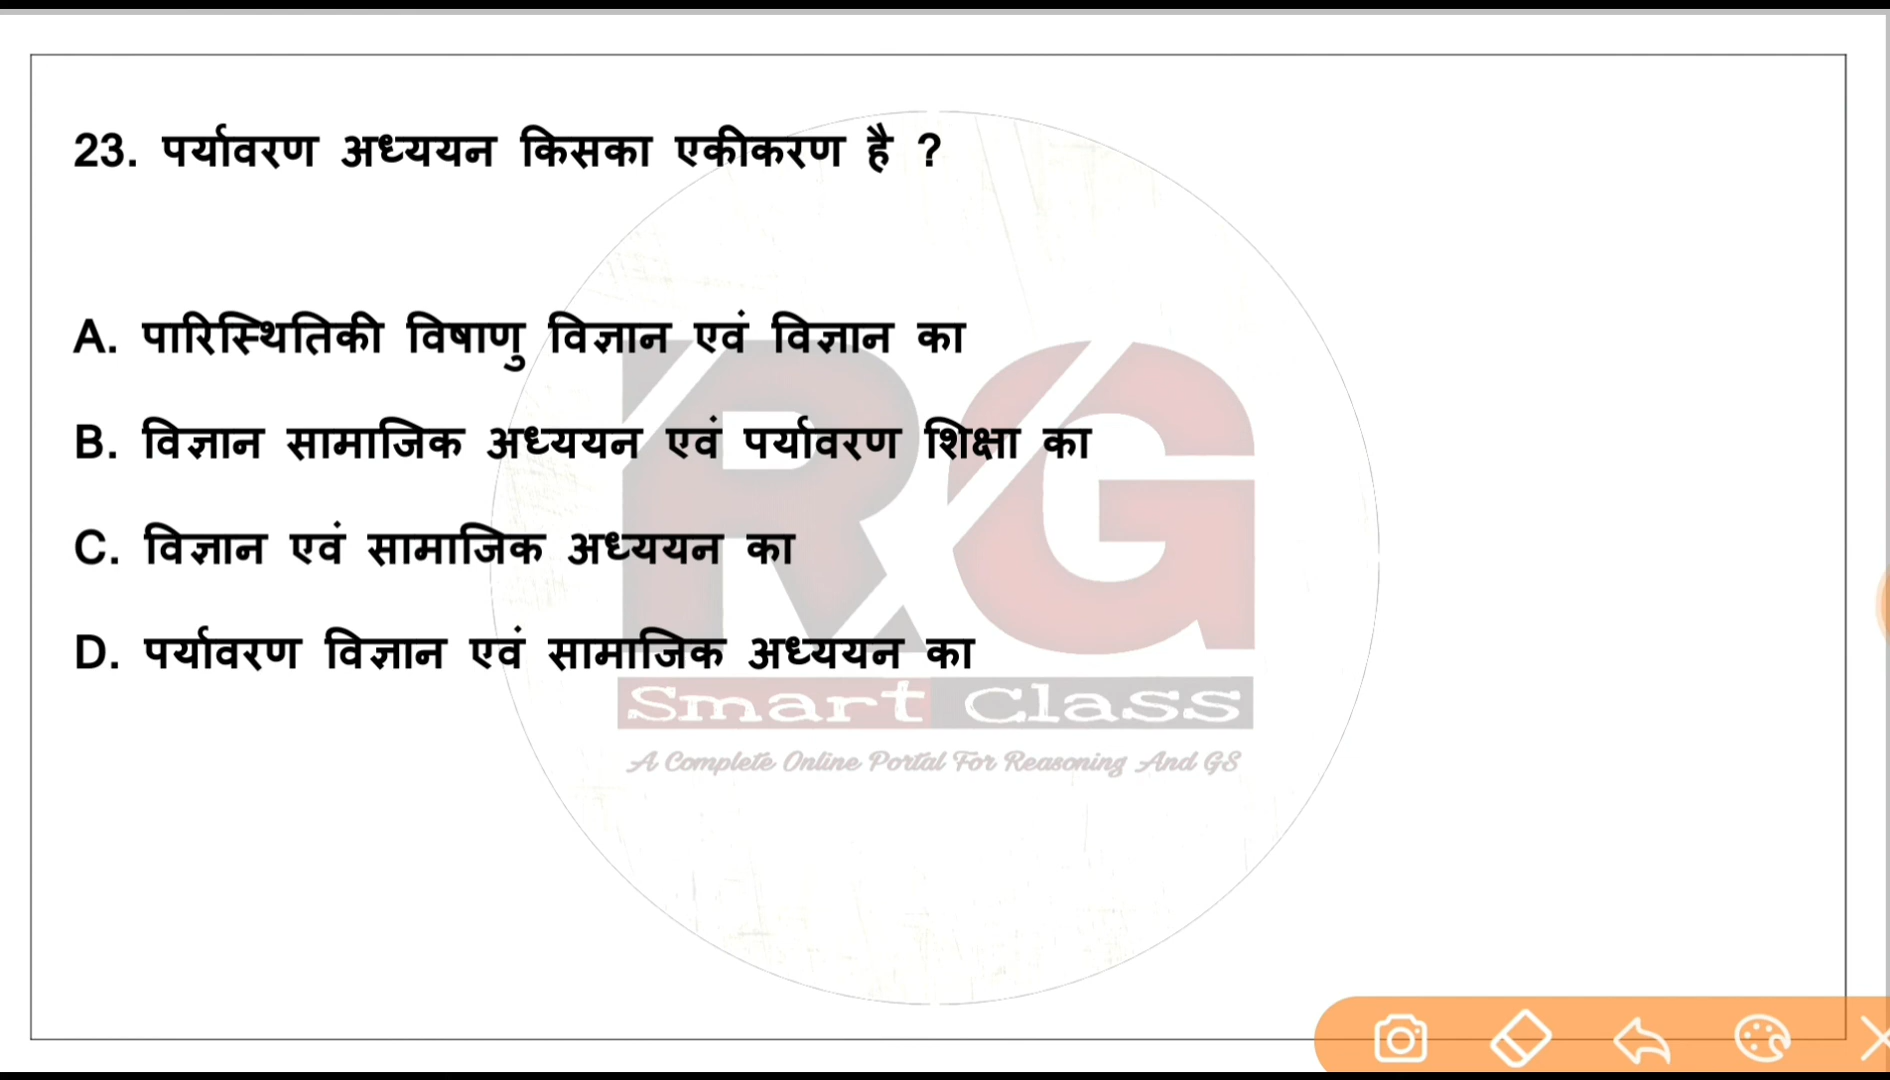 23. पर्यावरण अध्ययन किसका एकीकरण है ?
A. पारिस्थितिकी विषाणु विज्ञान एवं विज्ञान का
B. विज्ञान सामाजिक अध्ययन एवं पर्यावरण शिक्षा का
C. विज्ञान एवं सामाजिक अध्ययन का
D. पर्यावरण विज्ञान एवं सामाजिक अध्ययन का
RG
Smart Class
A Complete Online Portal For Reasoning And GS